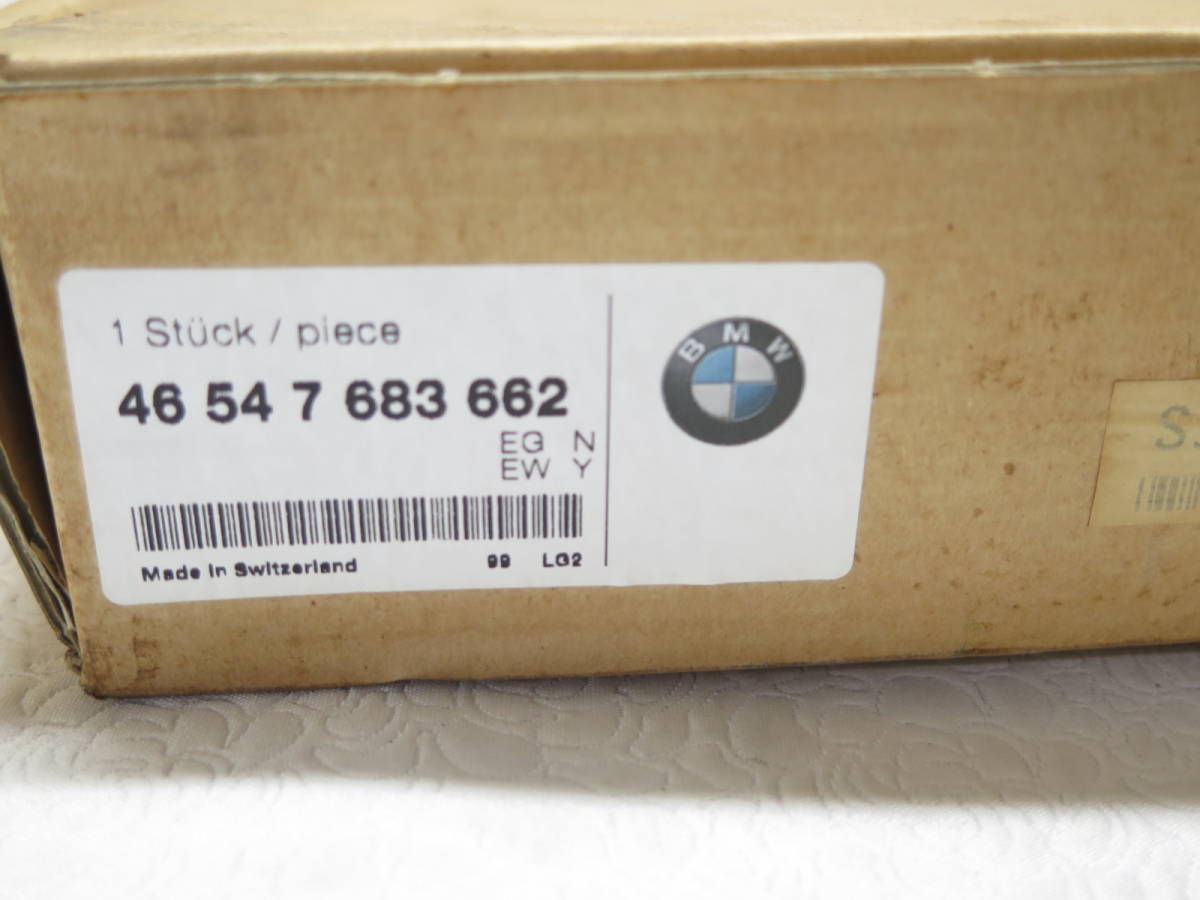 1 Stück / piece
46 54 7 683 662
EG N
EW Y
Made in Switzerland 99 LG2
BMW
S.